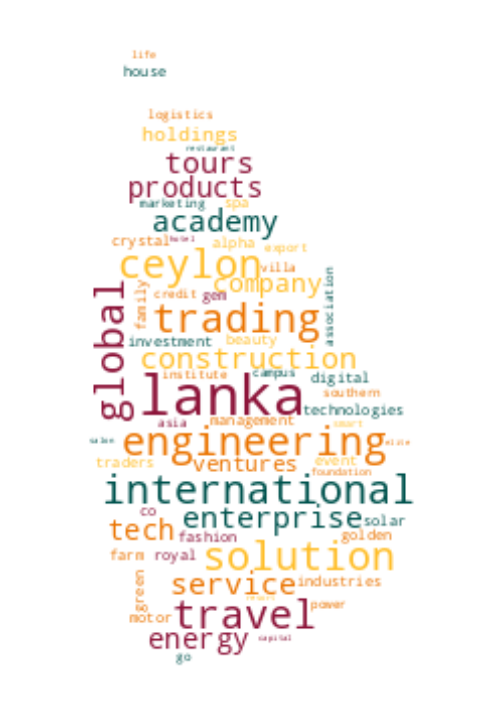 life
house
logistics
holdings
restaurant
tours
products
marketing spa
academy
crystal hotel alpha export
ceylon villa
company
family credit gem association
global
trading
investment beauty
construction
institute campus digital
lanka
southern
technologies
asia management smart
salon engineering elite
traders ventures event
foundation
international
co enterprise solar
tech fashion golden
farm royal solution
green service industries
resort
motor travel power
energy capital
go